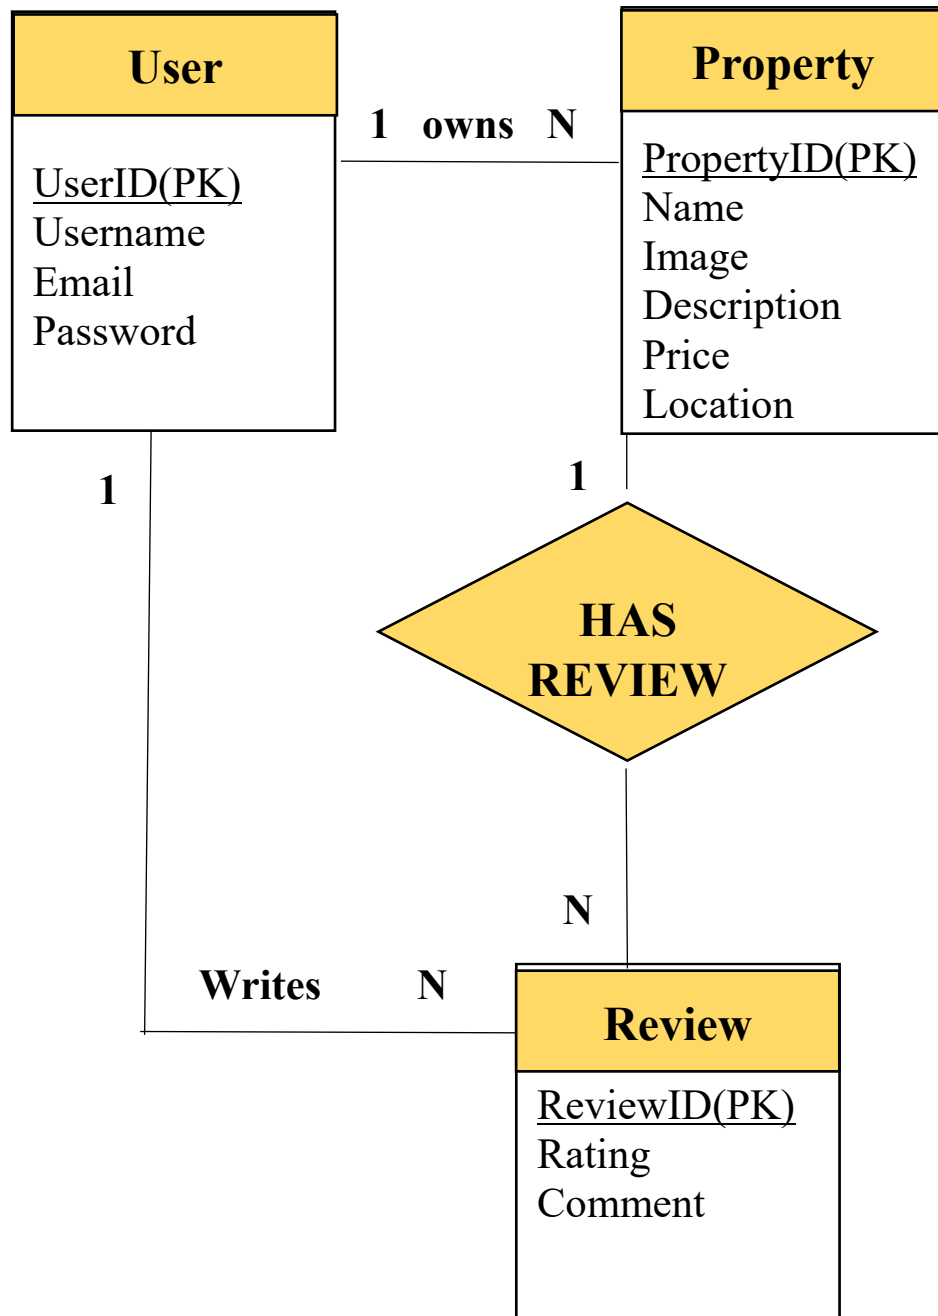 User
UserID(PK)
Username
Email
Password
1 owns N
Property
PropertyID(PK)
Name
Image
Description
Price
Location
1
1
HAS
REVIEW
N
Writes N
Review
ReviewID(PK)
Rating
Comment